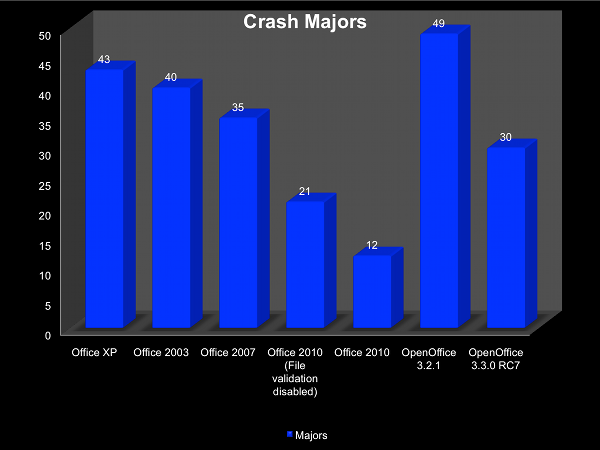 Crash Majors
50
45
40
35
30
25
20
15
10
5
0
43
40
35
21
12
49
30
Office XP
Office 2003
Office 2007
Office 2010
(File
validation
disabled)
Office 2010
OpenOffice
3.2.1
OpenOffice
3.3.0 RC7
Majors